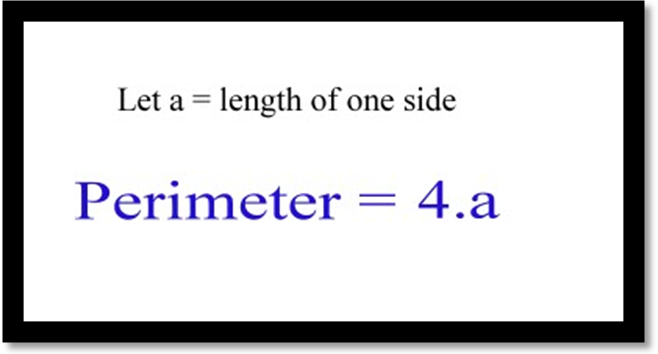 Let a = length of one side
Perimeter = 4.a